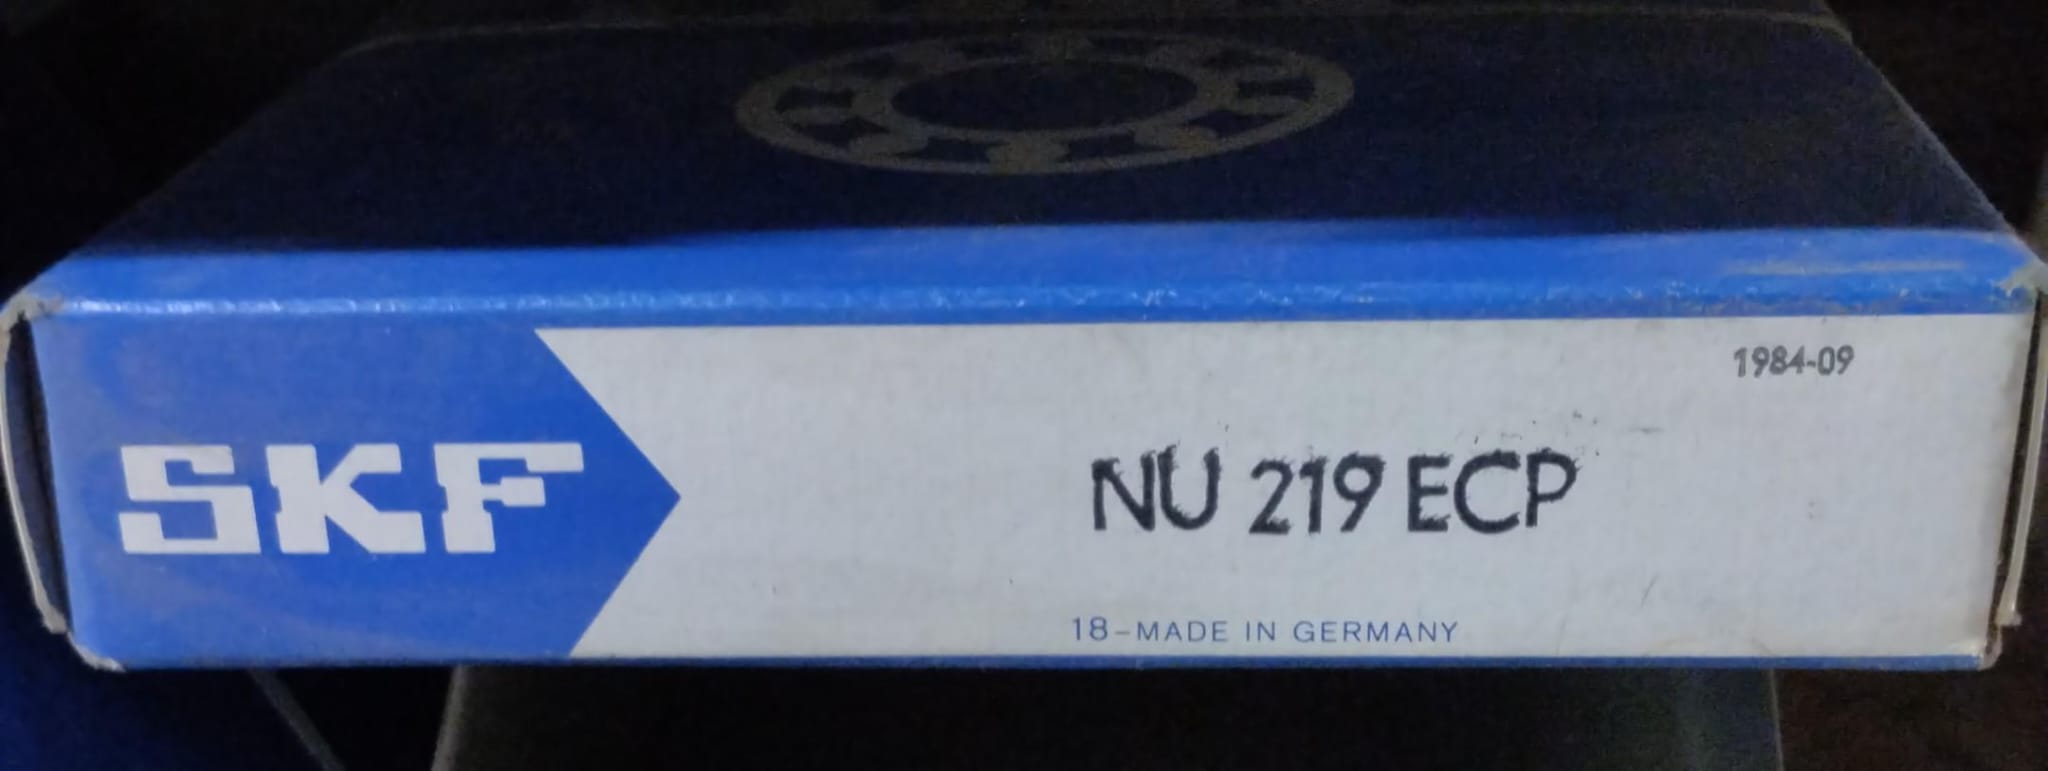 SKF
1984-09
NU 219 ECP
18-MADE IN GERMANY